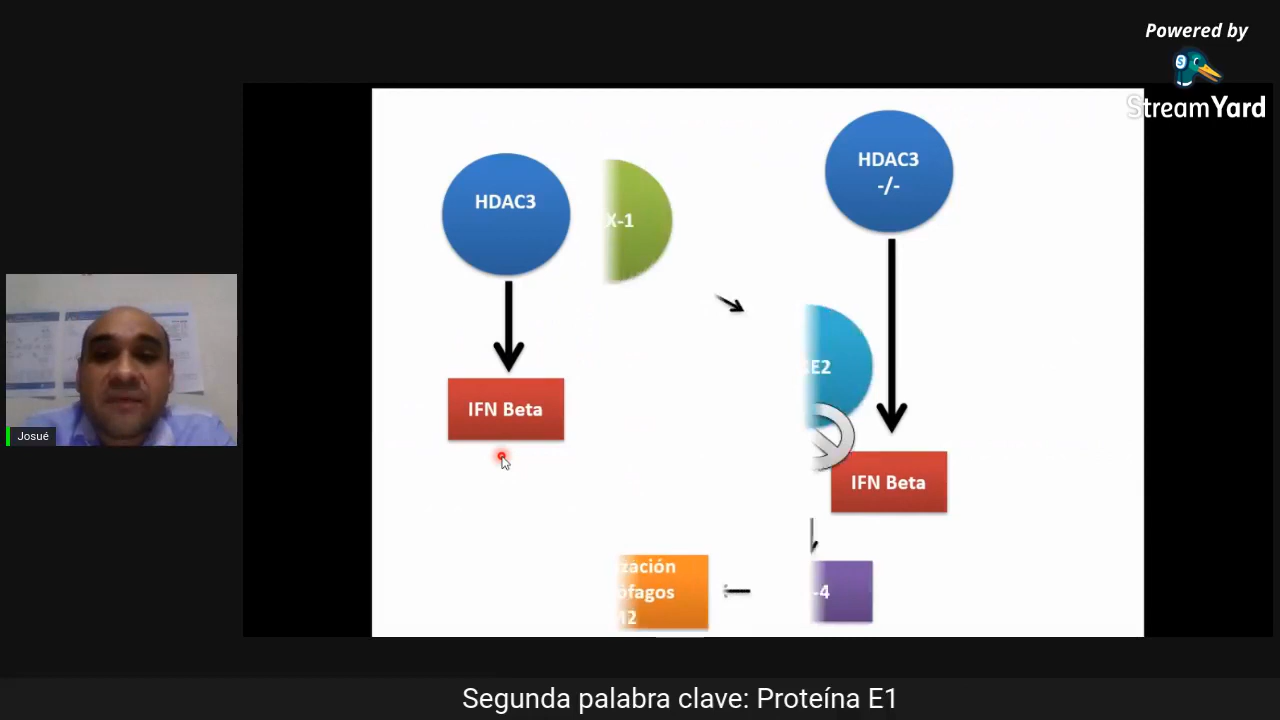 Powered by
StreamYard
HDAC3
X-1
HDAC3
-/-
E2
IFN Beta
IFN Beta
zación
ófagos
-4
Josué
Segunda palabra clave: Proteína E1